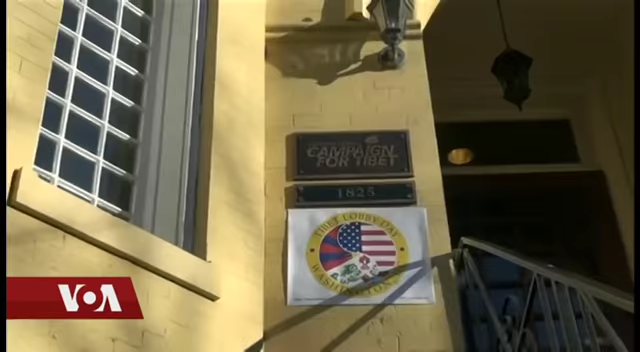 CAMPAIGN
FOR TIBET
1825
TIBET LOBBY DAY
WASHINGTON
VOA